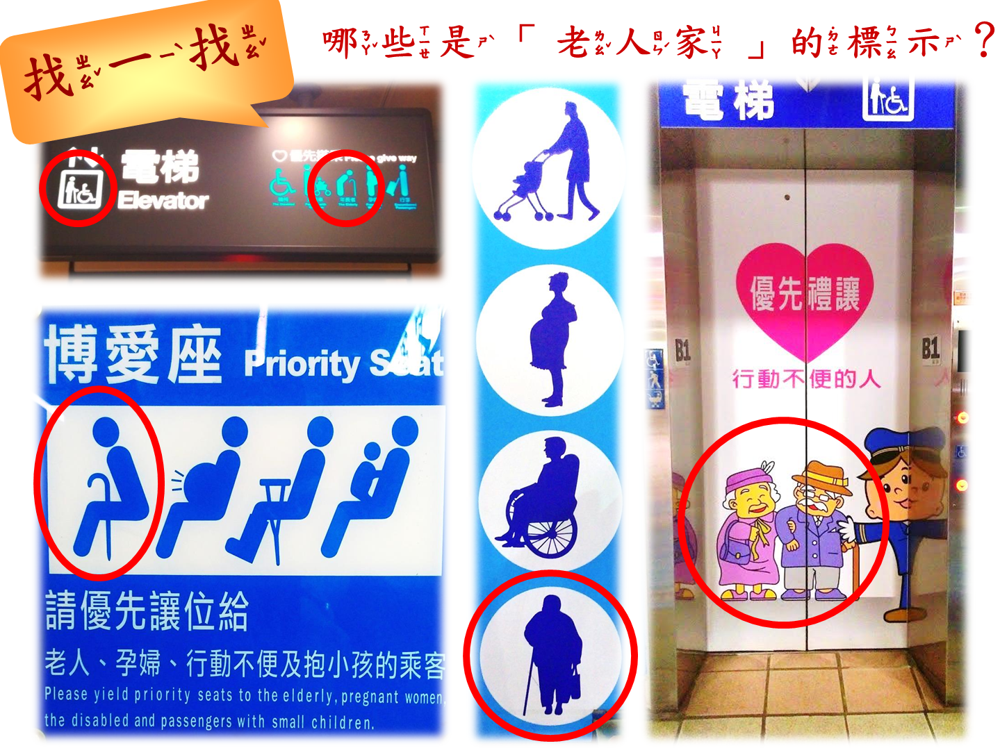 找一找
哪些是「老人家」的標示？
電梯
Elevator
優先
give way
博愛座 Priority Seat
請優先讓位給
老人、孕婦、行動不便及抱小孩的乘客
Please yield priority seats to the elderly, pregnant women,
the disabled and passengers with small children.
電梯
優先禮讓
B1
B1
行動不便的人